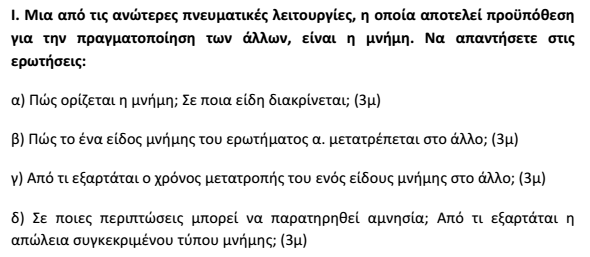 Ι. Μια από τις ανώτερες πνευματικές λειτουργίες, η οποία αποτελεί προϋπόθεση
για την πραγματοποίηση των άλλων, είναι η μνήμη. Να απαντήσετε στις
ερωτήσεις:
α) Πώς ορίζεται η μνήμη; Σε ποια είδη διακρίνεται; (3μ)
β) Πώς το ένα είδος μνήμης του ερωτήματος α. μετατρέπεται στο άλλο; (3μ)
γ) Από τι εξαρτάται ο χρόνος μετατροπής του ενός είδους μνήμης στο άλλο; (3μ)
δ) Σε ποιες περιπτώσεις μπορεί να παρατηρηθεί αμνησία; Από τι εξαρτάται η
απώλεια συγκεκριμένου τύπου μνήμης; (3μ)